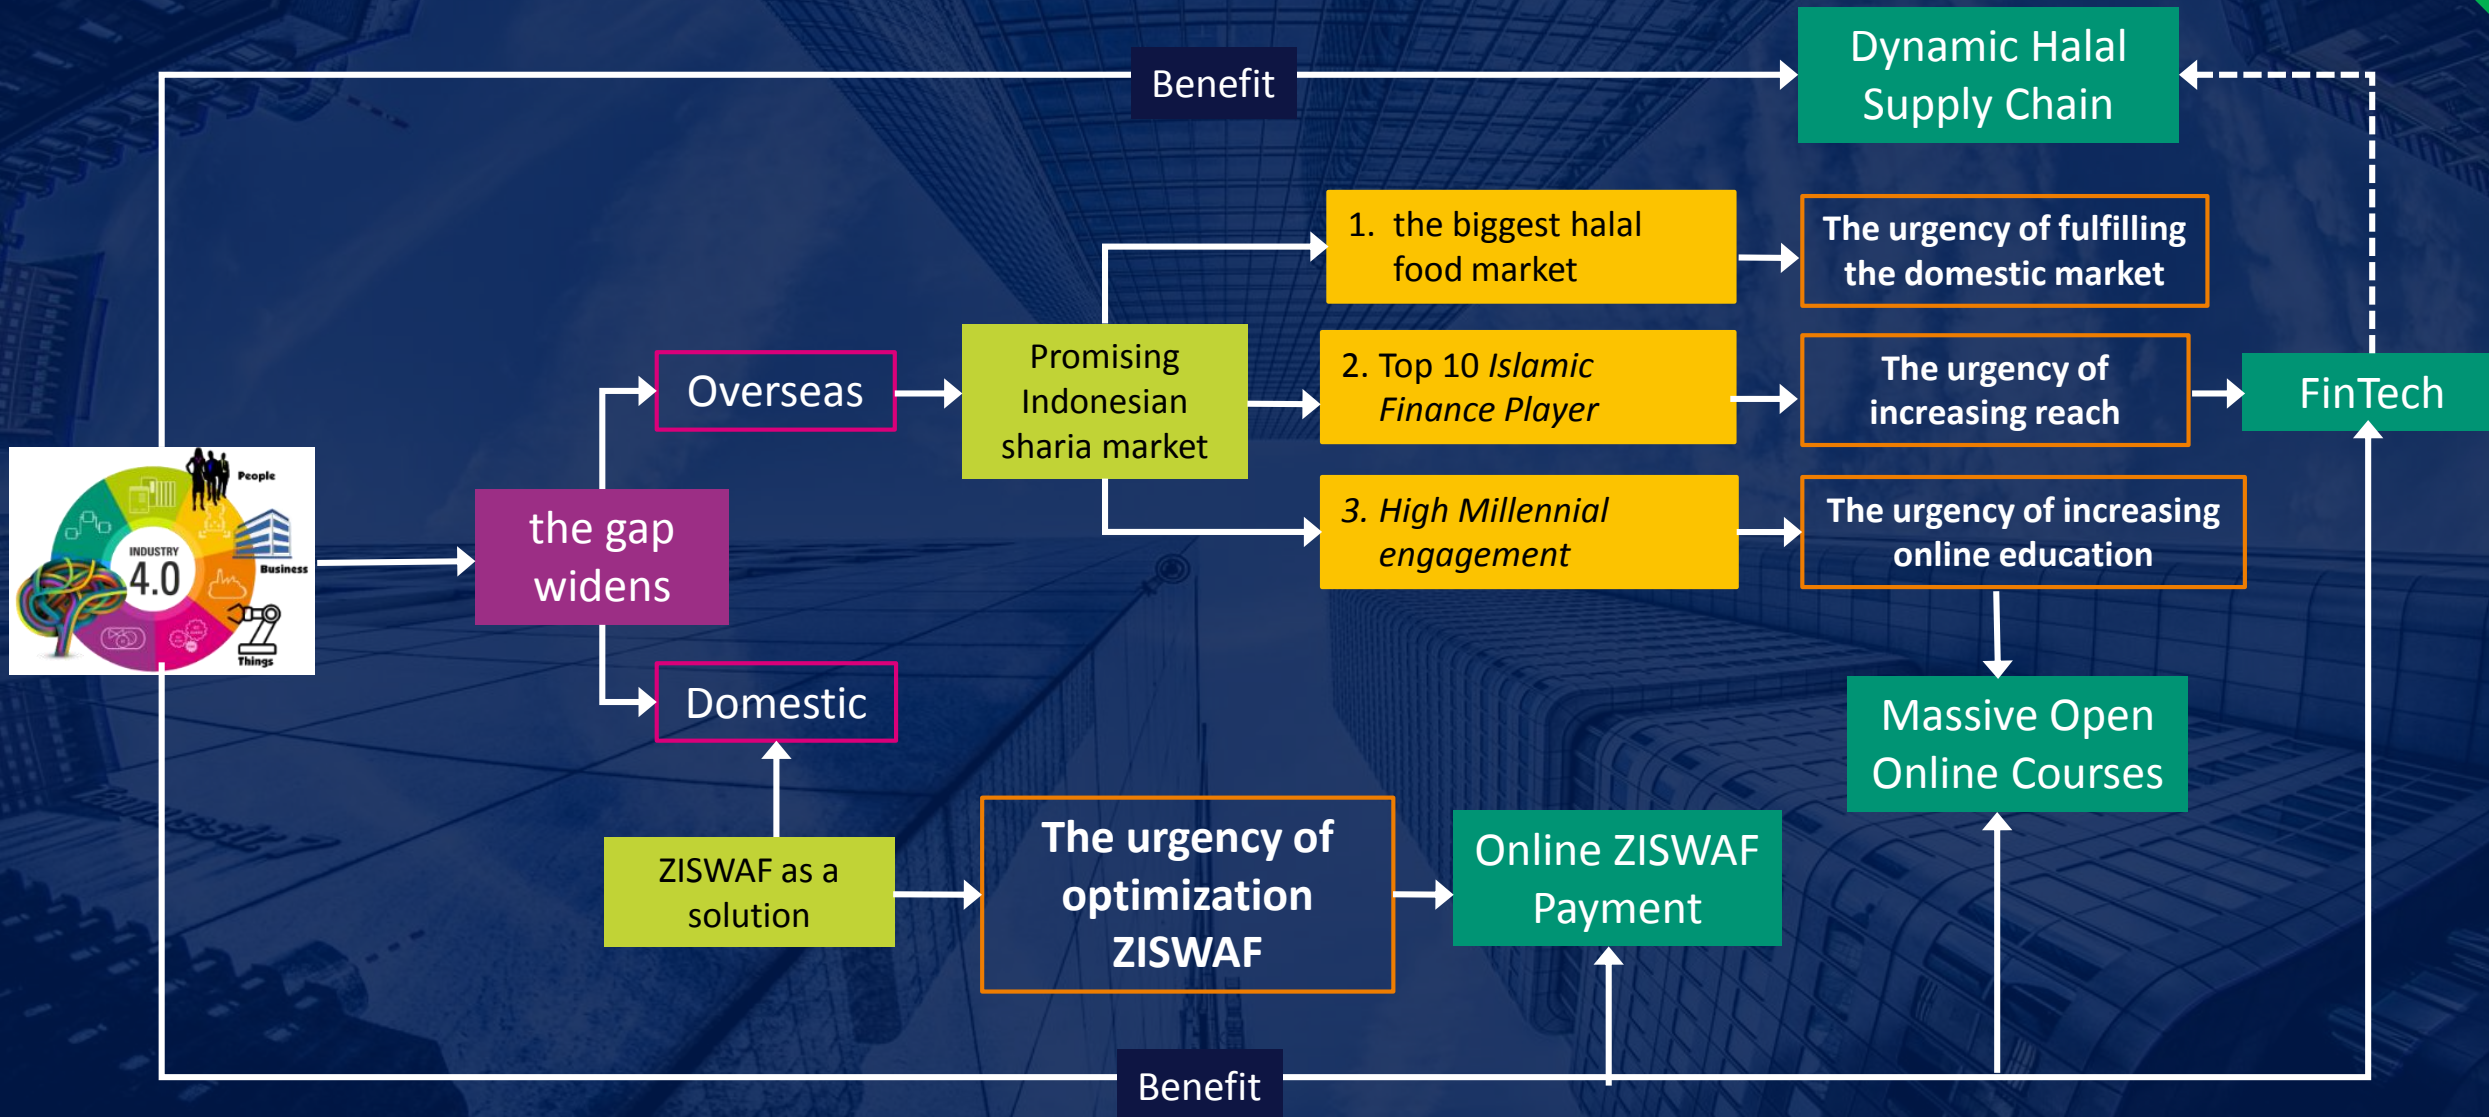 Benefit
Dynamic Halal
Supply Chain
1. the biggest halal
food market
The urgency of fulfilling
the domestic market
Overseas
Promising
Indonesian
sharia market
2. Top 10 Islamic
Finance Player
The urgency of
increasing reach
FinTech
People
INDUSTRY
4.0
Business
Things
the gap
widens
3. High Millennial
engagement
The urgency of increasing
online education
Domestic
Massive Open
Online Courses
ZISWAF as a
solution
The urgency of
optimization
ZISWAF
Online ZISWAF
Payment
Benefit